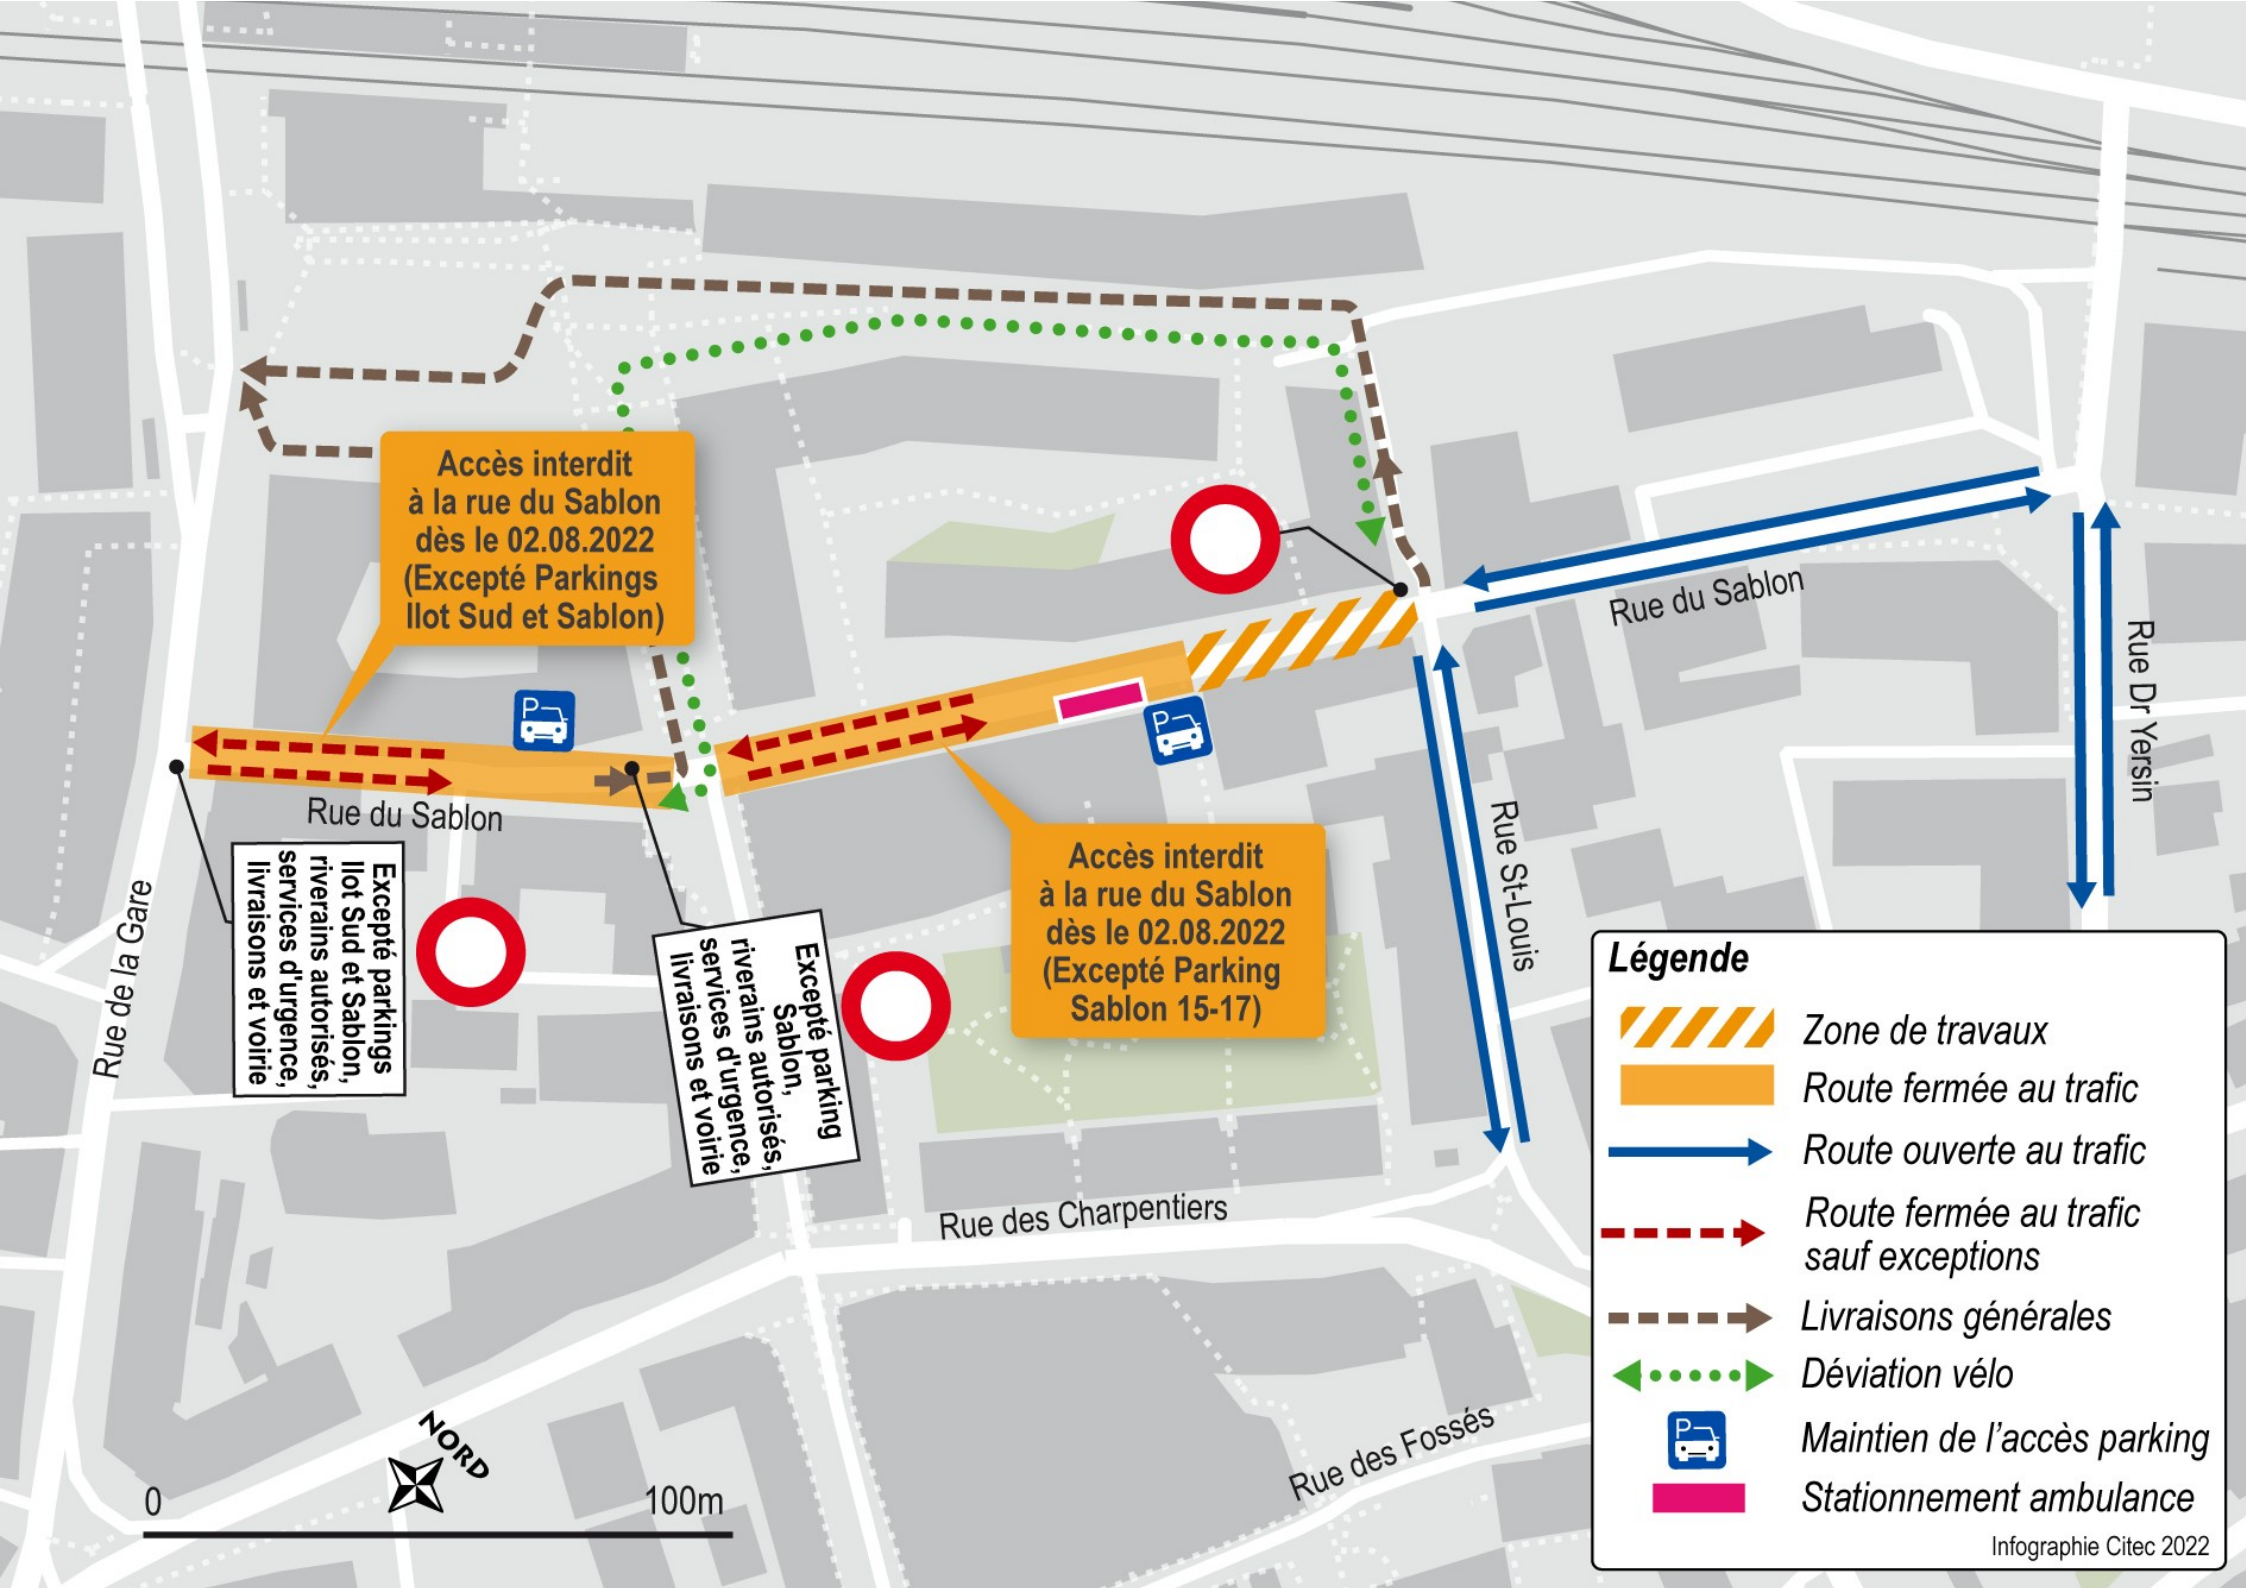 Accès interdit
à la rue du Sablon
dès le 02.08.2022
(Excepté Parkings
Ilot Sud et Sablon)
Rue du Sablon
Rue Dr Yersin
Rue du Sablon
Excepté parkings
Ilot Sud et Sablon,
riverains autorisés,
services d'urgence,
livraisons et voirie
Rue de la Gare
Excepté parking
Sablon,
riverains autorisés,
services d'urgence,
livraisons et voirie
Accès interdit
à la rue du Sablon
dès le 02.08.2022
(Excepté Parking
Sablon 15-17)
Rue St-Louis
Rue des Charpentiers
Rue des Fossés
NORD
0
100m
P
P
Légende
Zone de travaux
Route fermée au trafic
Route ouverte au trafic
Route fermée au trafic
sauf exceptions
Livraisons générales
Déviation vélo
P
Maintien de l'accès parking
Stationnement ambulance
Infographie Citec 2022